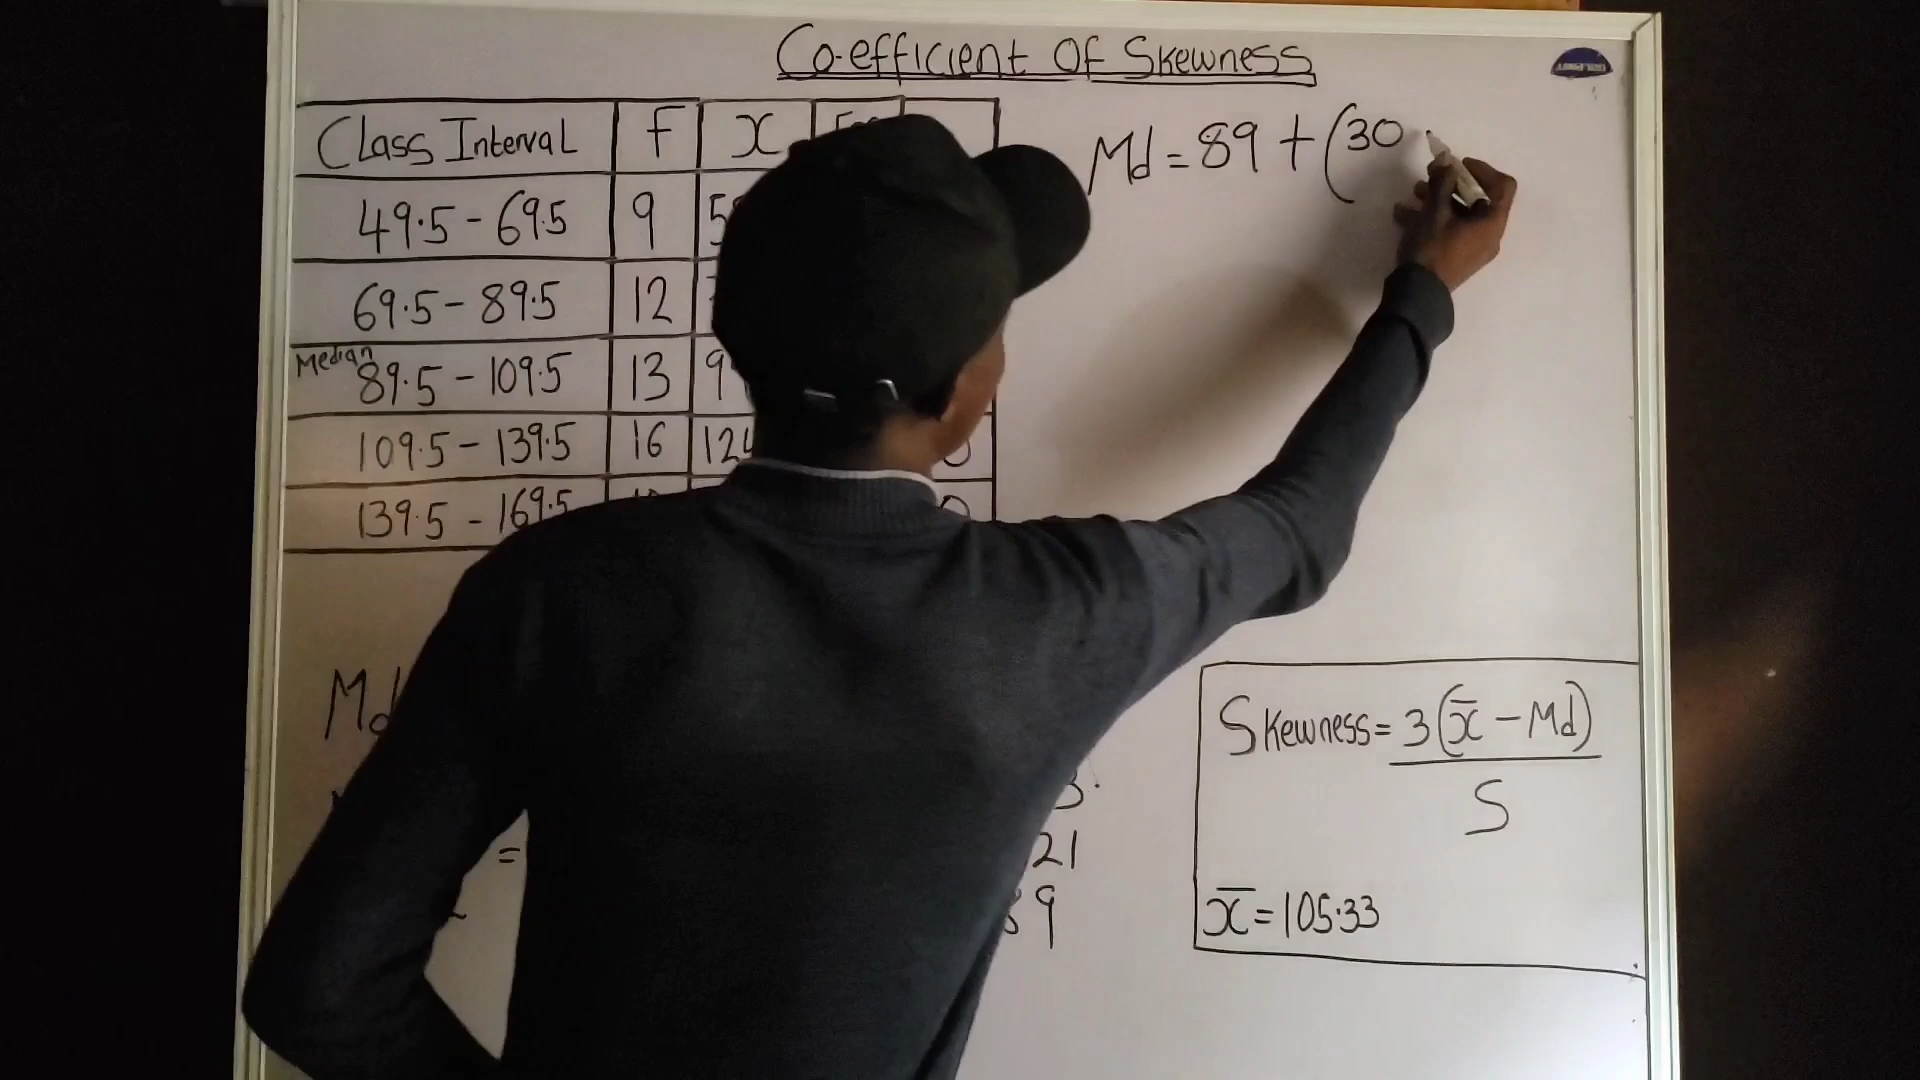 Co-efficient Of Skewness
Class Interval F x
49.5 - 69.5 9
69.5 - 89.5 12
Median
89.5 - 109.5 13
109.5 - 139.5 16
139.5 - 169.5
Md = 89 + (30
Md
=
21
Skewness = 3(x̄ - Md)
S
x̄ = 105.33